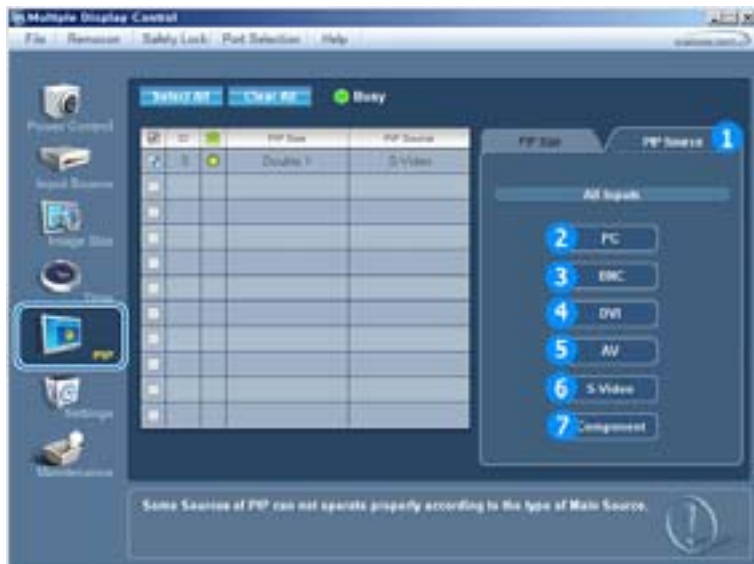 Multiple Display Control
File Remocon Safety Lock Port Selection Help
Select All Clear All Busy
ID PIP Size PIP Source
0 Double 1 S-Video
PIP Size PIP Source 1
All Inputs
2 PC
3 BNC
4 DVI
5 AV
6 S-Video
7 Component
Power Control
Input Source
Image Size
Time
PIP
Settings
Maintenance
Some Sources of PIP can not operate properly according to the type of Main Source.